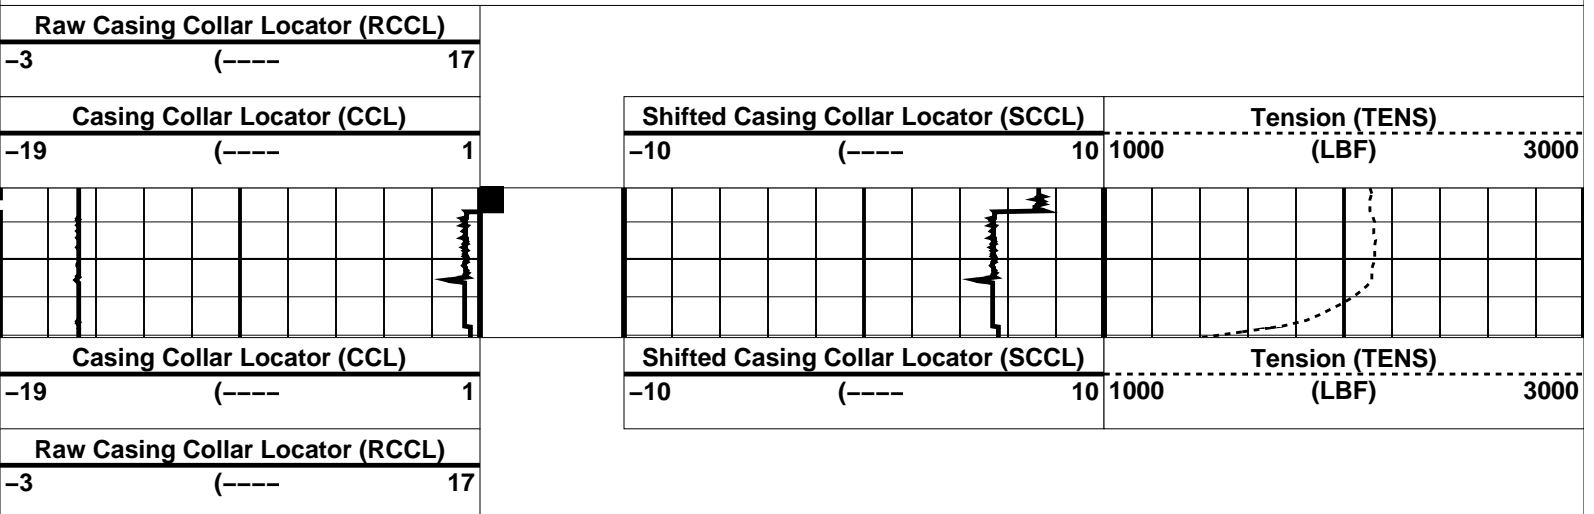 Raw Casing Collar Locator (RCCL)
−3 (−−−− 17
Casing Collar Locator (CCL) Shifted Casing Collar Locator (SCCL) Tension (TENS)
−19 (−−−− 1 −10 (−−−− 10 1000 (LBF) 3000
Casing Collar Locator (CCL) Shifted Casing Collar Locator (SCCL) Tension (TENS)
−19 (−−−− 1 −10 (−−−− 10 1000 (LBF) 3000
Raw Casing Collar Locator (RCCL)
−3 (−−−− 17